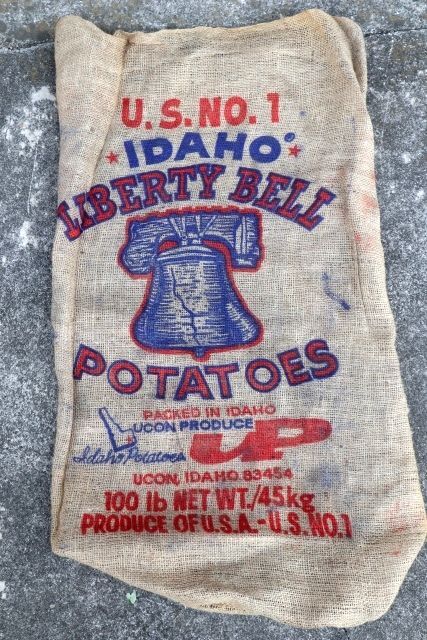 U.S. NO. 1
IDAHO®
LIBERTY BELL
POTATOES
PACKED IN IDAHO
UCON PRODUCE
UP
Idaho Potatoes
UCON, IDAHO 83454
100 lb NET WT./45kg
PRODUCE OF U.S.A.-U.S. NO.1